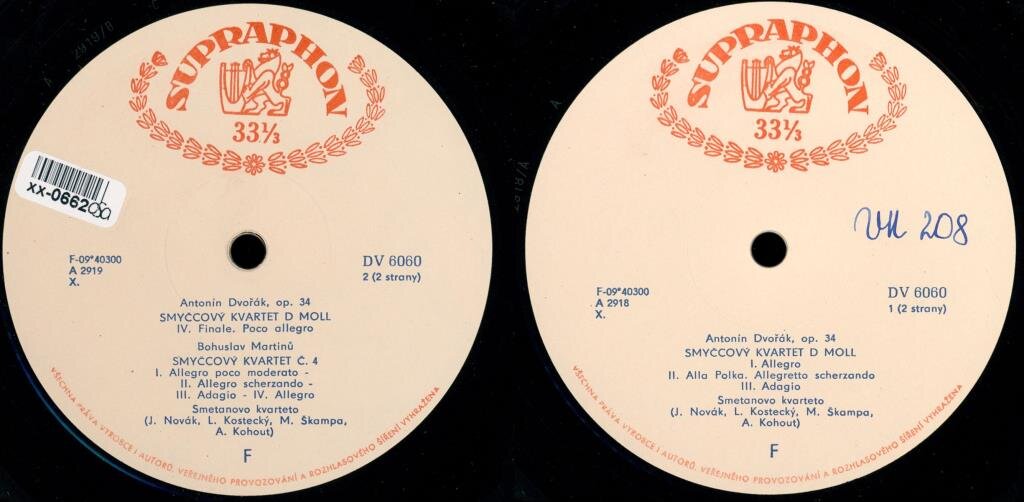 SUPRAPHON
33⅓
xx-0662
F-09*40300
A 2919
X.
DV 6060
2 (2 strany)
Antonín Dvořák, op. 34
SMYČCOVÝ KVARTET D MOLL
IV. Finale. Poco allegro
Bohuslav Martinů
SMYČCOVÝ KVARTET Č. 4
I. Allegro poco moderato -
II. Allegro scherzando -
III. Adagio - IV. Allegro
Smetanovo kvarteto
(J. Novák, L. Kostecký, M. Škampa,
A. Kohout)
F
VŠECHNA PRÁVA VÝROBCE I AUTORŮ, VEŘEJNÉHO PROVOZOVÁNÍ A ROZHLASOVÉHO ŠÍŘENÍ VYHRAŽENA
SUPRAPHON
33⅓
208
F-09*40300
A 2918
X.
DV 6060
1 (2 strany)
Antonín Dvořák, op. 34
SMYČCOVÝ KVARTET D MOLL
I. Allegro
II. Alla Polka. Allegretto scherzando
III. Adagio
Smetanovo kvarteto
(J. Novák, L. Kostecký, M. Škampa,
A. Kohout)
F
VŠECHNA PRÁVA VÝROBCE I AUTORŮ, VEŘEJNÉHO PROVOZOVÁNÍ A ROZHLASOVÉHO ŠÍŘENÍ VYHRAŽENA